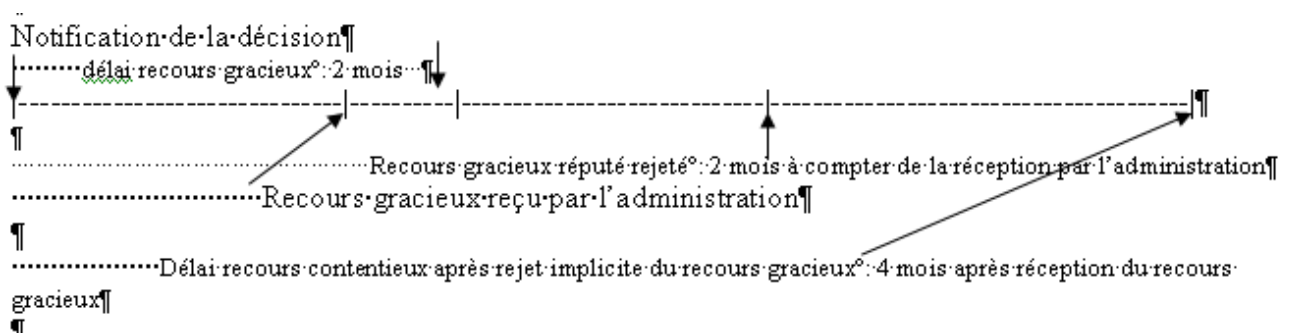 Notification·de·la·décision¶
········délai·recours·gracieux°:·2·mois···¶
¶
¶
Recours·gracieux·réputé·rejeté°:·2·mois·à·compter·de·la·réception·par·l'administration¶
Recours·gracieux·reçu·par·l'administration¶
¶
Délai·recours·contentieux·après·rejet·implicite·du·recours·gracieux°:·4·mois·après·réception·du·recours·
gracieux¶
¶